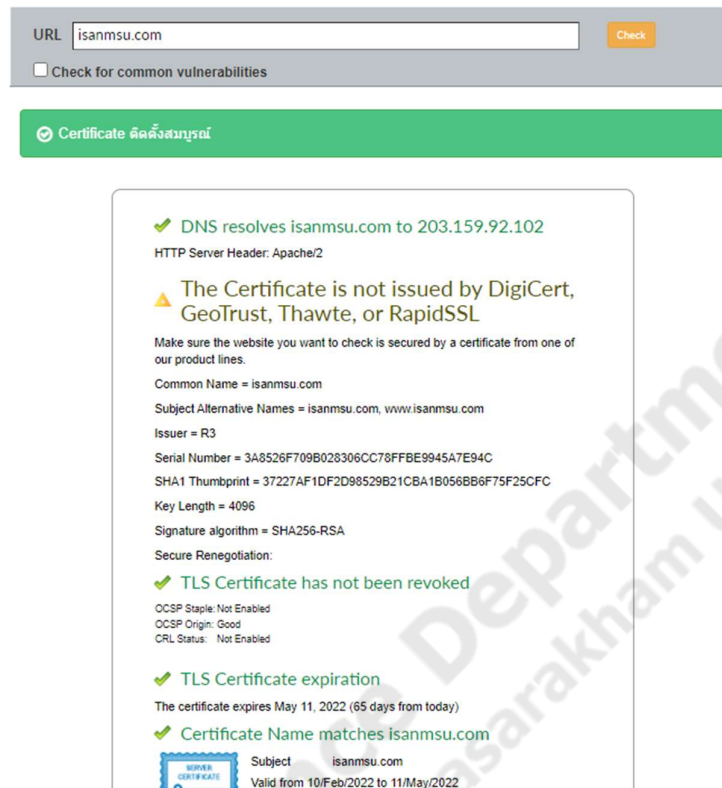 URL isanmsu.com Check
Check for common vulnerabilities
Certificate ติดตั้งสมบูรณ์
DNS resolves isanmsu.com to 203.159.92.102
HTTP Server Header: Apache/2
The Certificate is not issued by DigiCert,
GeoTrust, Thawte, or RapidSSL
Make sure the website you want to check is secured by a certificate from one of
our product lines.
Common Name = isanmsu.com
Subject Alternative Names = isanmsu.com, www.isanmsu.com
Issuer = R3
Serial Number = 3A8526F709B028306CC78FFBE9945A7E94C
SHA1 Thumbprint = 37227AF1DF2D98529B21CBA1B056BB6F75F25CFC
Key Length = 4096
Signature algorithm = SHA256-RSA
Secure Renegotiation:
TLS Certificate has not been revoked
OCSP Staple: Not Enabled
OCSP Origin: Good
CRL Status: Not Enabled
TLS Certificate expiration
The certificate expires May 11, 2022 (65 days from today)
Certificate Name matches isanmsu.com
SERVER
CERTIFICATE
Subject isanmsu.com
Valid from 10/Feb/2022 to 11/May/2022